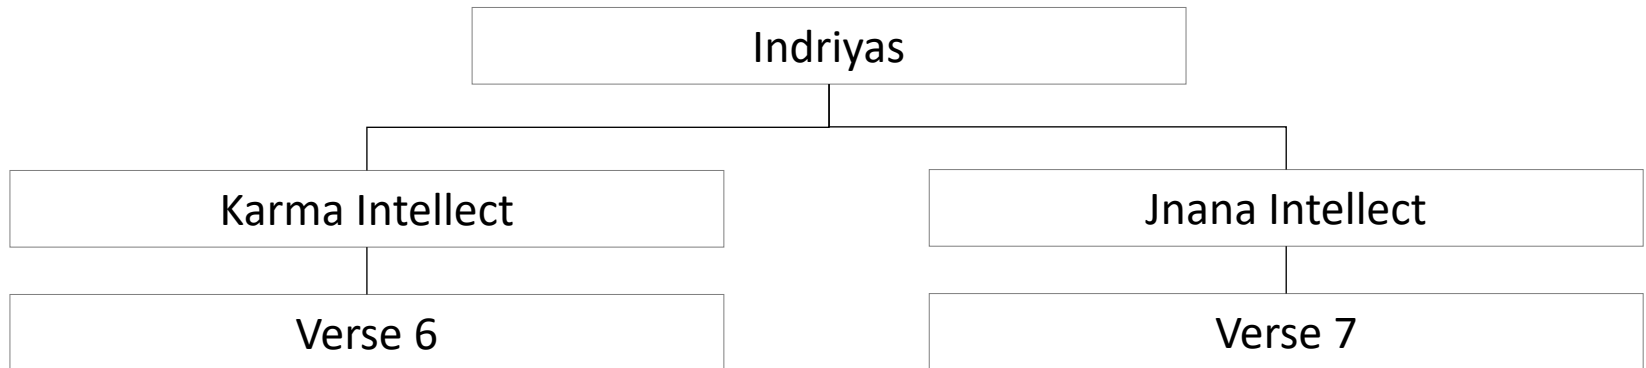 Indriyas
Karma Intellect
Jnana Intellect
Verse 6
Verse 7